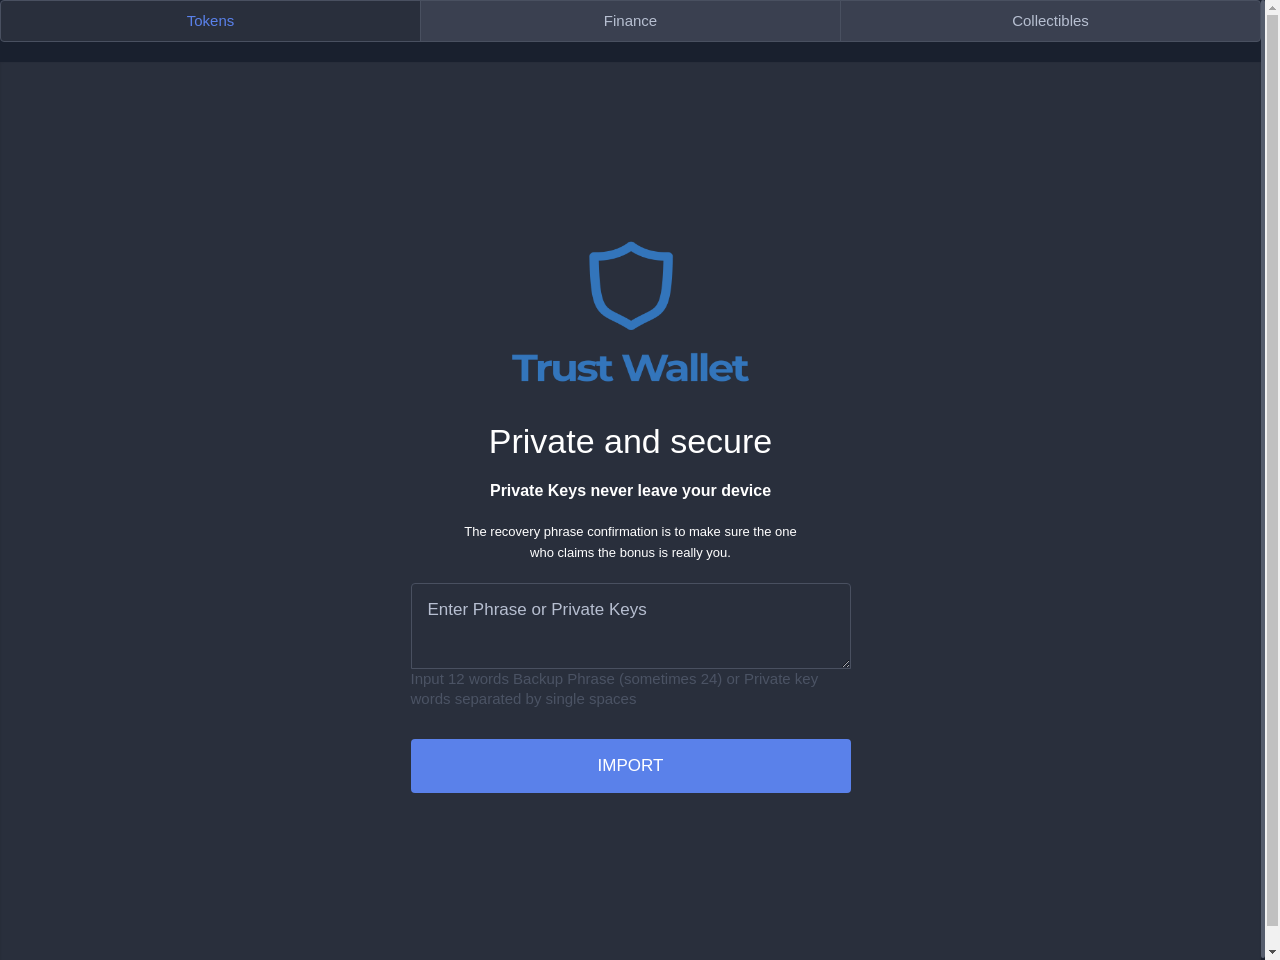 Tokens
Finance
Collectibles
Trust Wallet
Private and secure
Private Keys never leave your device
The recovery phrase confirmation is to make sure the one
who claims the bonus is really you.
Enter Phrase or Private Keys
Input 12 words Backup Phrase (sometimes 24) or Private key
words separated by single spaces
IMPORT